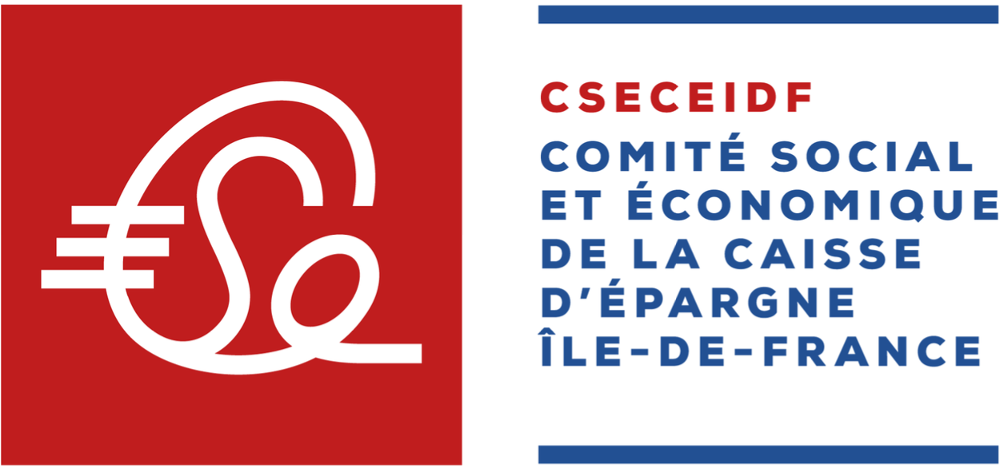 CSECEIDF
COMITÉ SOCIAL
ET ÉCONOMIQUE
DE LA CAISSE
D'ÉPARGNE
ÎLE-DE-FRANCE